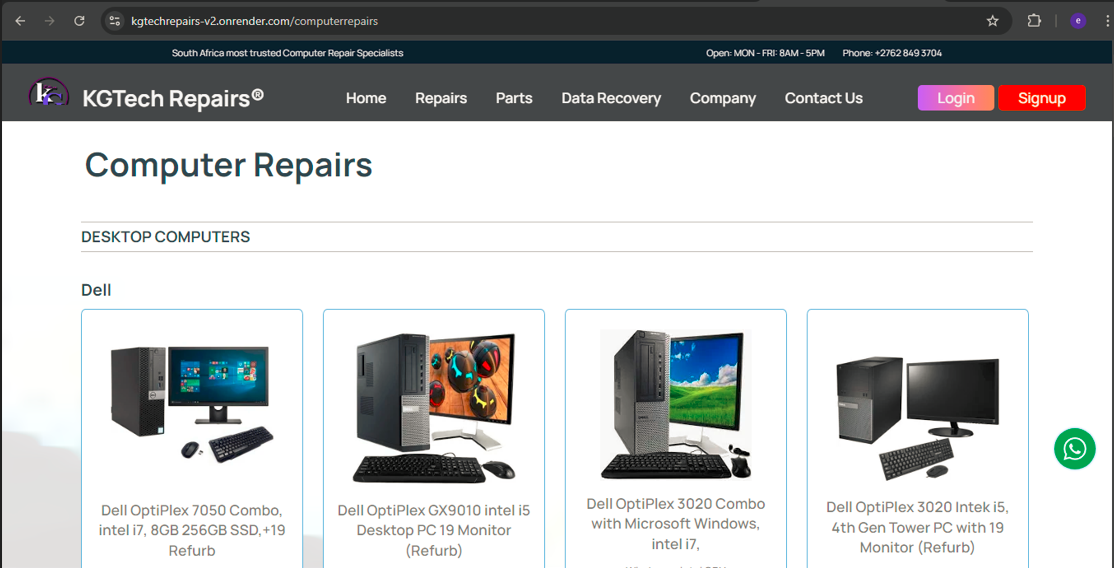 kgtechrepairs-v2.onrender.com/computerrepairs
e
South Africa most trusted Computer Repair Specialists
Open: MON - FRI: 8AM - 5PM Phone: +2762 849 3704
KGTech Repairs®
Home Repairs Parts Data Recovery Company Contact Us
Login Signup
Computer Repairs
DESKTOP COMPUTERS
Dell
Dell OptiPlex 7050 Combo,
intel i7, 8GB 256GB SSD,+19
Refurb
Dell OptiPlex GX9010 intel i5
Desktop PC 19 Monitor
(Refurb)
Dell OptiPlex 3020 Combo
with Microsoft Windows,
intel i7,
Dell OptiPlex 3020 Intek i5,
4th Gen Tower PC with 19
Monitor (Refurb)